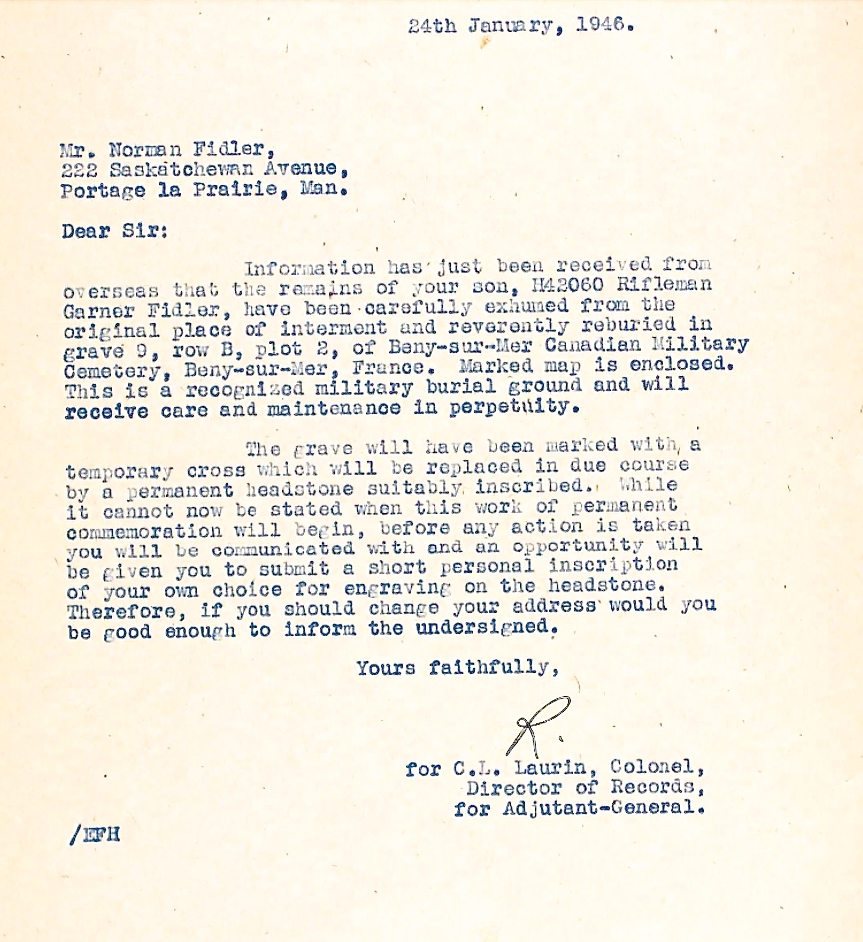 24th January, 1946.
Mr. Norman Fidler,
222 Saskatchewan Avenue,
Portage la Prairie, Man.
Dear Sir:
Information has just been received from
overseas that the remains of your son, H42060 Rifleman
Garner Fidler, have been carefully exhumed from the
original place of interment and reverently reburied in
grave 9, row B, plot 2, of Beny-sur-Mer Canadian Military
Cemetery, Beny-sur-Mer, France. Marked map is enclosed.
This is a recognized military burial ground and will
receive care and maintenance in perpetuity.
The grave will have been marked with a
temporary cross which will be replaced in due course
by a permanent headstone suitably inscribed. While
it cannot now be stated when this work of permanent
commemoration will begin, before any action is taken
you will be communicated with and an opportunity will
be given you to submit a short personal inscription
of your own choice for engraving on the headstone.
Therefore, if you should change your address would you
be good enough to inform the undersigned.
Yours faithfully,
R.
for C.L. Laurin, Colonel,
Director of Records,
for Adjutant-General.
/EFH